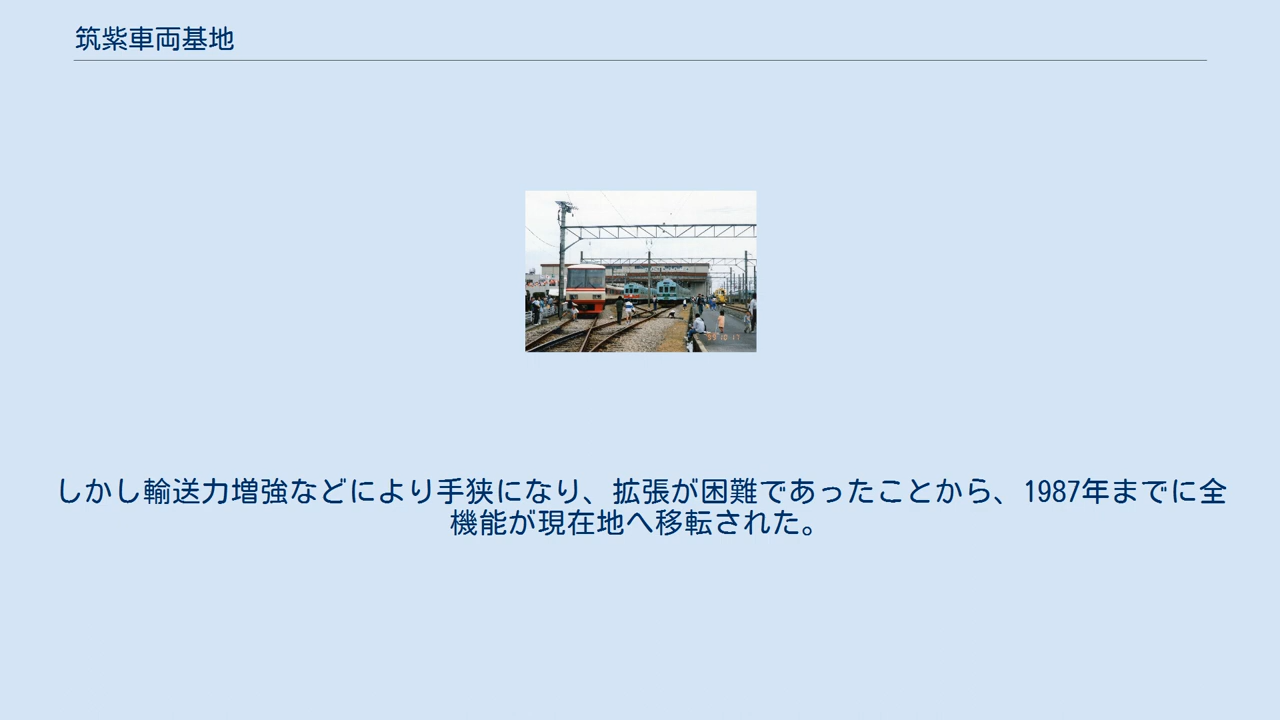 筑紫車両基地
しかし輸送力増強などにより手狭になり、拡張が困難であったことから、1987年までに全
機能が現在地へ移転された。